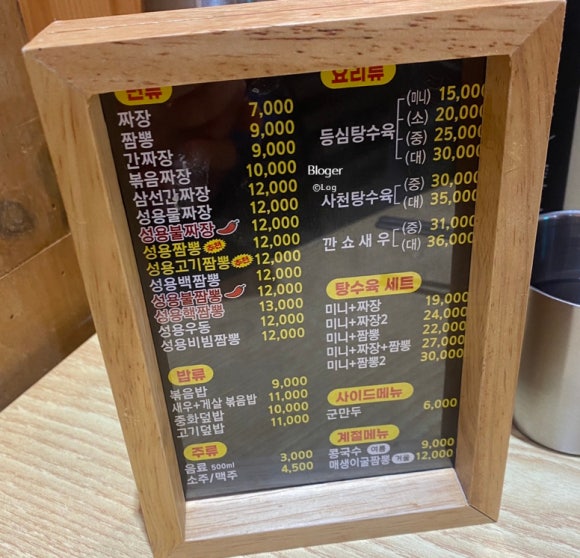 면류
짜장 7,000
짬뽕 9,000
간짜장 9,000
볶음짜장 10,000
삼선간짜장 12,000
성용물짜장 12,000
성용불짜장 12,000
성용짬뽕 추천 12,000
성용고기짬뽕 추천 12,000
성용백짬뽕 12,000
성용불짬뽕 12,000
성용핵짬뽕 13,000
성용우동 12,000
성용비빔짬뽕 12,000
밥류
볶음밥 9,000
새우+게살 볶음밥 11,000
중화덮밥 10,000
고기덮밥 11,000
주류
음료 500ml 3,000
소주/맥주 4,500
요리류
등심탕수육
(미니) 15,000
(소) 20,000
(중) 25,000
(대) 30,000
사천탕수육
(중) 30,000
(대) 35,000
깐쇼새우
(중) 31,000
(대) 36,000
탕수육 세트
미니+짜장 19,000
미니+짜장2 24,000
미니+짬뽕 22,000
미니+짜장+짬뽕 27,000
미니+짬뽕2 30,000
사이드메뉴
군만두 6,000
계절메뉴
콩국수 여름 9,000
매생이굴짬뽕 겨울 12,000
Bloger
©Log